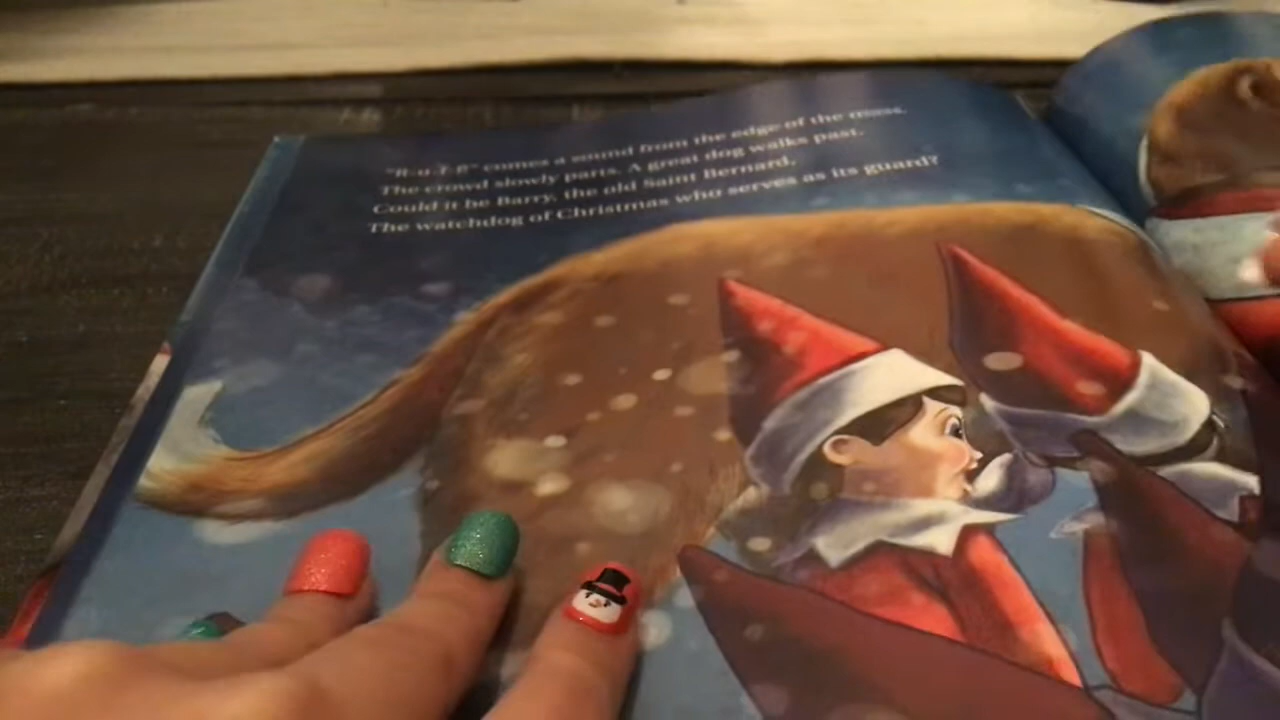 "R-u-f-f" comes a sound from the edge of the mass.
The crowd slowly parts. A great dog walks past.
Could it be Barry, the old Saint Bernard,
The watchdog of Christmas who serves as its guard?